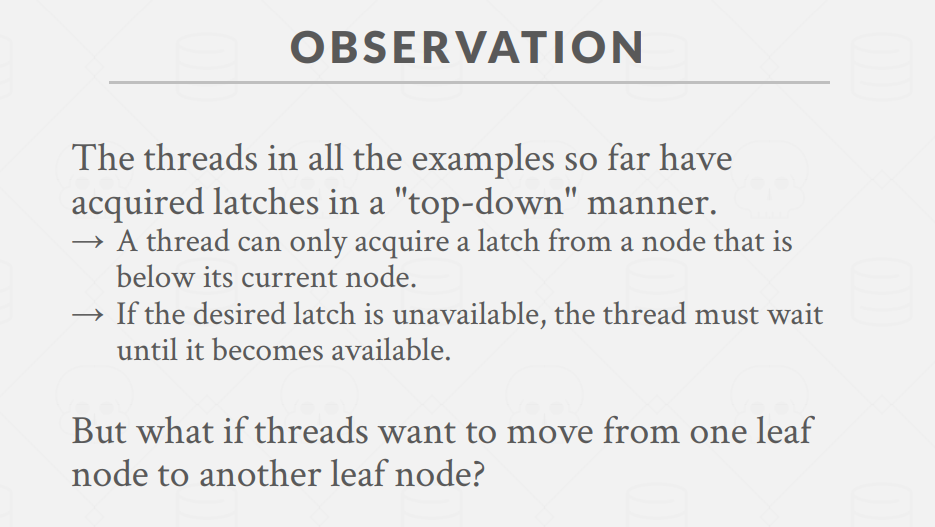 OBSERVATION
The threads in all the examples so far have
acquired latches in a "top-down" manner.
→ A thread can only acquire a latch from a node that is
below its current node.
→ If the desired latch is unavailable, the thread must wait
until it becomes available.
But what if threads want to move from one leaf
node to another leaf node?